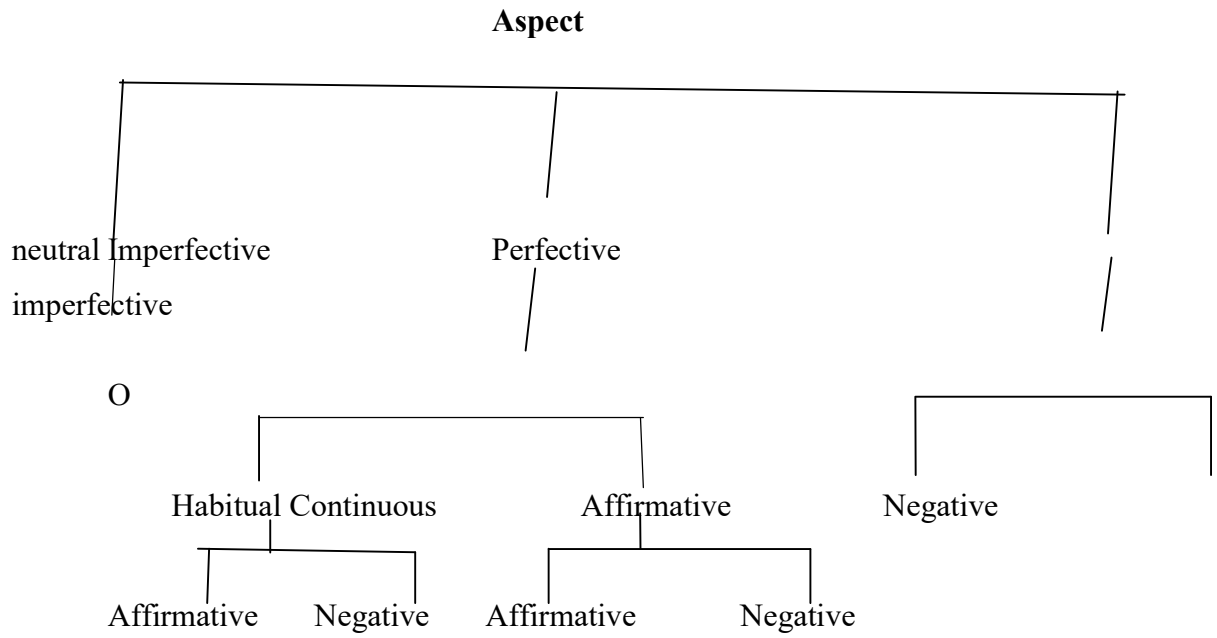 Aspect
neutral Imperfective Perfective
imperfective
O
Habitual Continuous Affirmative Negative
Affirmative Negative Affirmative Negative